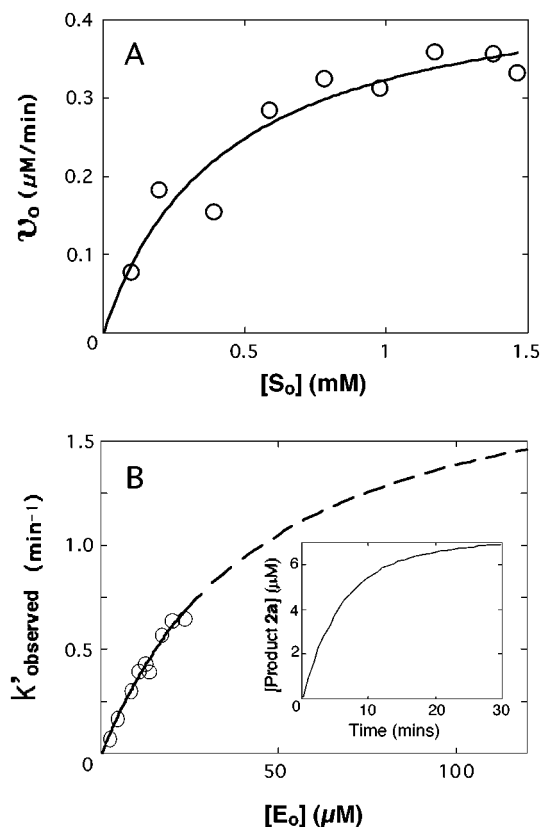 A
0.4
0.3
0.2
0.1
0
0.5
1
1.5
υo (µM/min)
[So] (mM)
B
1.5
1.0
0.5
0
50
100
k'observed (min⁻¹)
[Eo] (µM)
6
4
2
0
10
20
30
[Product 2a] (µM)
Time (mins)